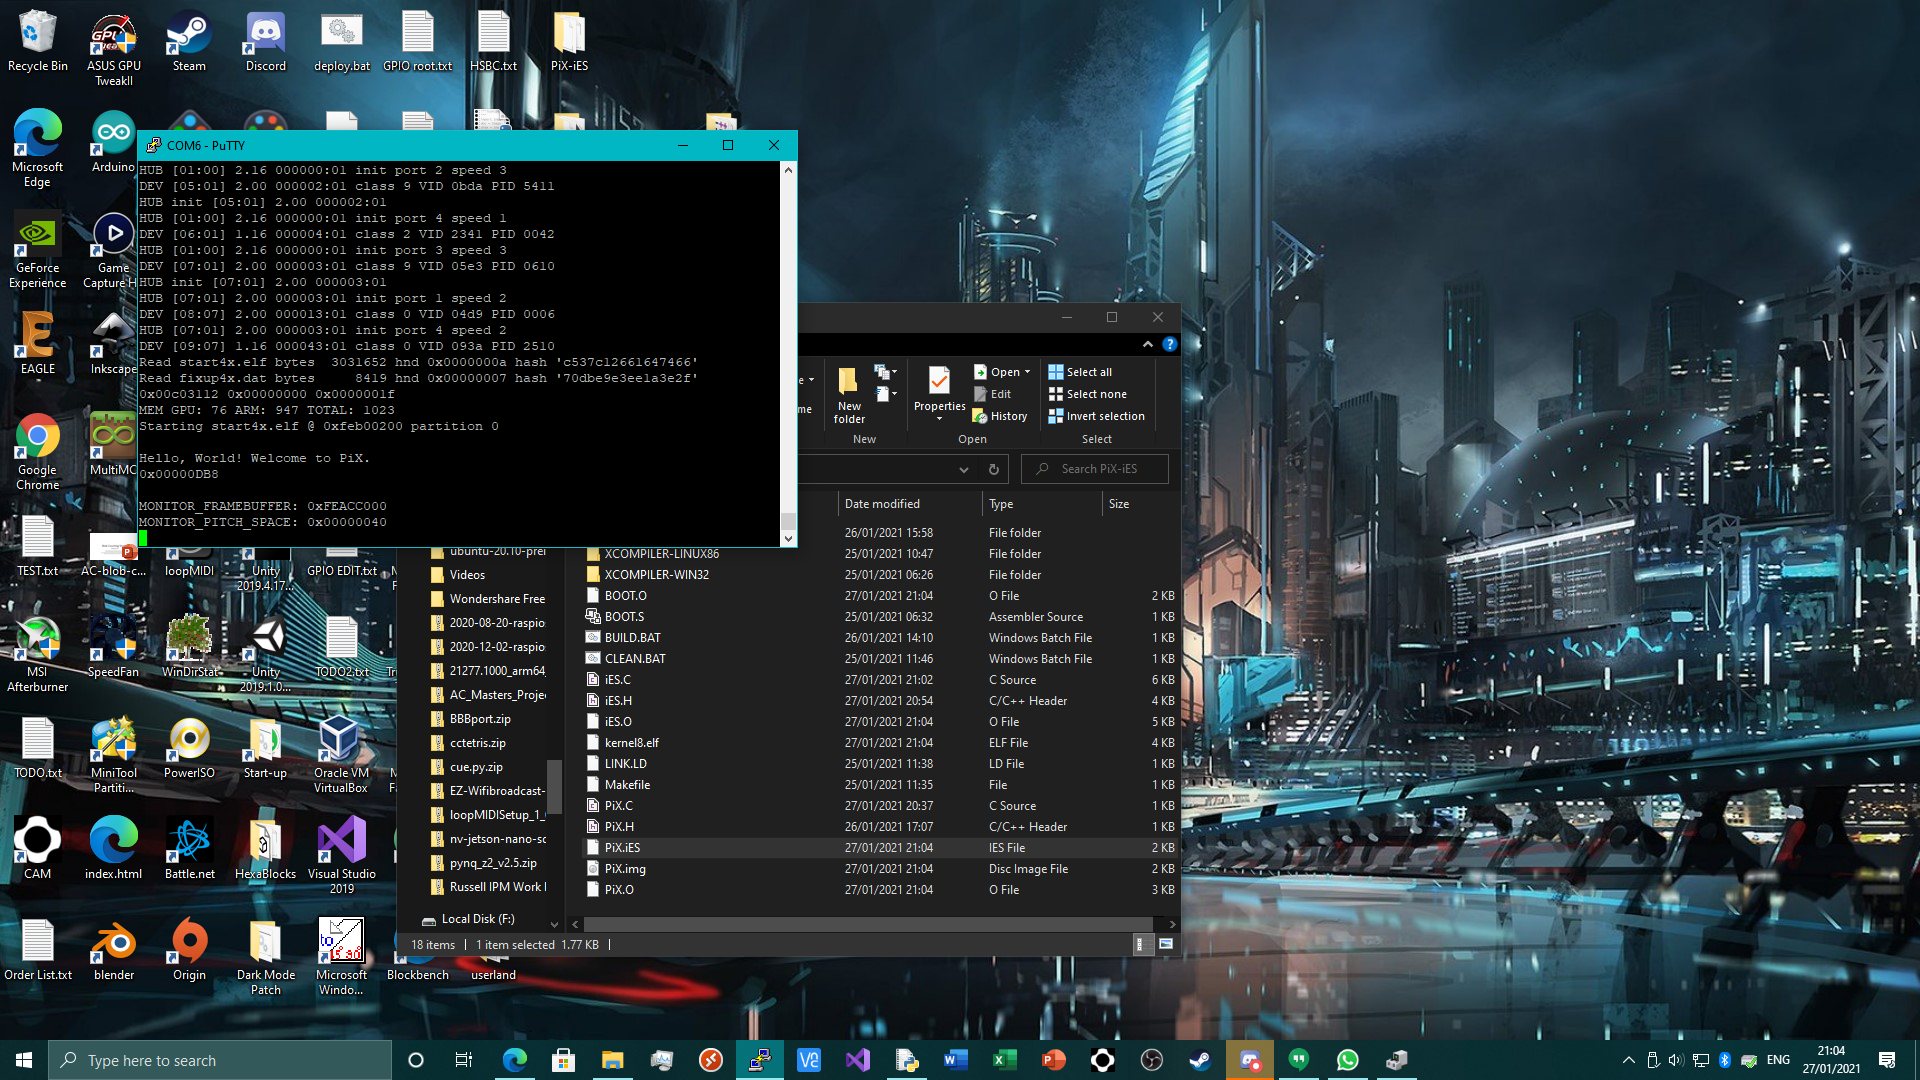 Recycle Bin
ASUS GPU
TweakII
Steam
Discord
deploy.bat
GPIO root.txt
HSBC.txt
PiX-iES
Microsoft
Edge
Arduino
GeForce
Experience
Game
Capture H
EAGLE
Inkscape
Google
Chrome
MultiMC
TEST.txt
AC-blob-c...
loopMIDI
Unity
2019.4.17...
GPIO EDIT.txt
MSI
Afterburner
SpeedFan
WinDirStat
Unity
2019.1.0...
TODO2.txt
TODO.txt
MiniTool
Partiti...
PowerISO
Start-up
Oracle VM
VirtualBox
CAM
index.html
Battle.net
HexaBlocks
Visual Studio
2019
Order List.txt
blender
Origin
Dark Mode
Patch
Microsoft
Windo...
Blockbench
userland
COM6 - PuTTY
HUB [01:00] 2.16 000000:01 init port 2 speed 3
DEV [05:01] 2.00 000002:01 class 9 VID 0bda PID 5411
HUB init [05:01] 2.00 000002:01
HUB [01:00] 2.16 000000:01 init port 4 speed 1
DEV [06:01] 1.16 000004:01 class 2 VID 2341 PID 0042
HUB [01:00] 2.16 000000:01 init port 3 speed 3
DEV [07:01] 2.00 000003:01 class 9 VID 05e3 PID 0610
HUB init [07:01] 2.00 000003:01
HUB [07:01] 2.00 000003:01 init port 1 speed 2
DEV [08:07] 2.00 000013:01 class 0 VID 04d9 PID 0006
HUB [07:01] 2.00 000003:01 init port 4 speed 2
DEV [09:07] 1.16 000043:01 class 0 VID 093a PID 2510
Read start4x.elf bytes  3031652 hnd 0x0000000a hash 'c537c12661647466'
Read fixup4x.dat bytes     8419 hnd 0x00000007 hash '70dbe9e3ee1a3e2f'
0x00c03112 0x00000000 0x0000001f
MEM GPU: 76 ARM: 947 TOTAL: 1023
Starting start4x.elf @ 0xfeb00200 partition 0
Hello, World! Welcome to PiX.
0x00000DB8
MONITOR_FRAMEBUFFER: 0xFEACC000
MONITOR_PITCH_SPACE: 0x00000040
New
folder
New
Properties
Open
Edit
History
Open
Select all
Select none
Invert selection
Select
Search PiX-iES
Date modified
Type
Size
26/01/2021 15:58 File folder
XCOMPILER-LINUX86 25/01/2021 10:47 File folder
XCOMPILER-WIN32 25/01/2021 06:26 File folder
BOOT.O 27/01/2021 21:04 O File 2 KB
BOOT.S 25/01/2021 06:32 Assembler Source 1 KB
BUILD.BAT 26/01/2021 14:10 Windows Batch File 1 KB
CLEAN.BAT 25/01/2021 11:46 Windows Batch File 1 KB
iES.C 27/01/2021 21:02 C Source 6 KB
iES.H 27/01/2021 20:54 C/C++ Header 4 KB
iES.O 27/01/2021 21:04 O File 5 KB
kernel8.elf 27/01/2021 21:04 ELF File 4 KB
LINK.LD 25/01/2021 11:38 LD File 1 KB
Makefile 25/01/2021 11:35 File 1 KB
PiX.C 27/01/2021 20:37 C Source 1 KB
PiX.H 26/01/2021 17:07 C/C++ Header 1 KB
PiX.iES 27/01/2021 21:04 IES File 2 KB
PiX.img 27/01/2021 21:04 Disc Image File 2 KB
PiX.O 27/01/2021 21:04 O File 3 KB
ubuntu-20.10-prei
Videos
Wondershare Free
2020-08-20-raspio
2020-12-02-raspio
21277.1000_arm64_
AC_Masters_Projec
BBBport.zip
cctetris.zip
cue.py.zip
EZ-Wifibroadcast-
loopMIDISetup_1_
nv-jetson-nano-sd
pynq_z2_v2.5.zip
Russell IPM Work
Local Disk (F:)
18 items
1 item selected 1.77 KB
Type here to search
ENG
21:04
27/01/2021